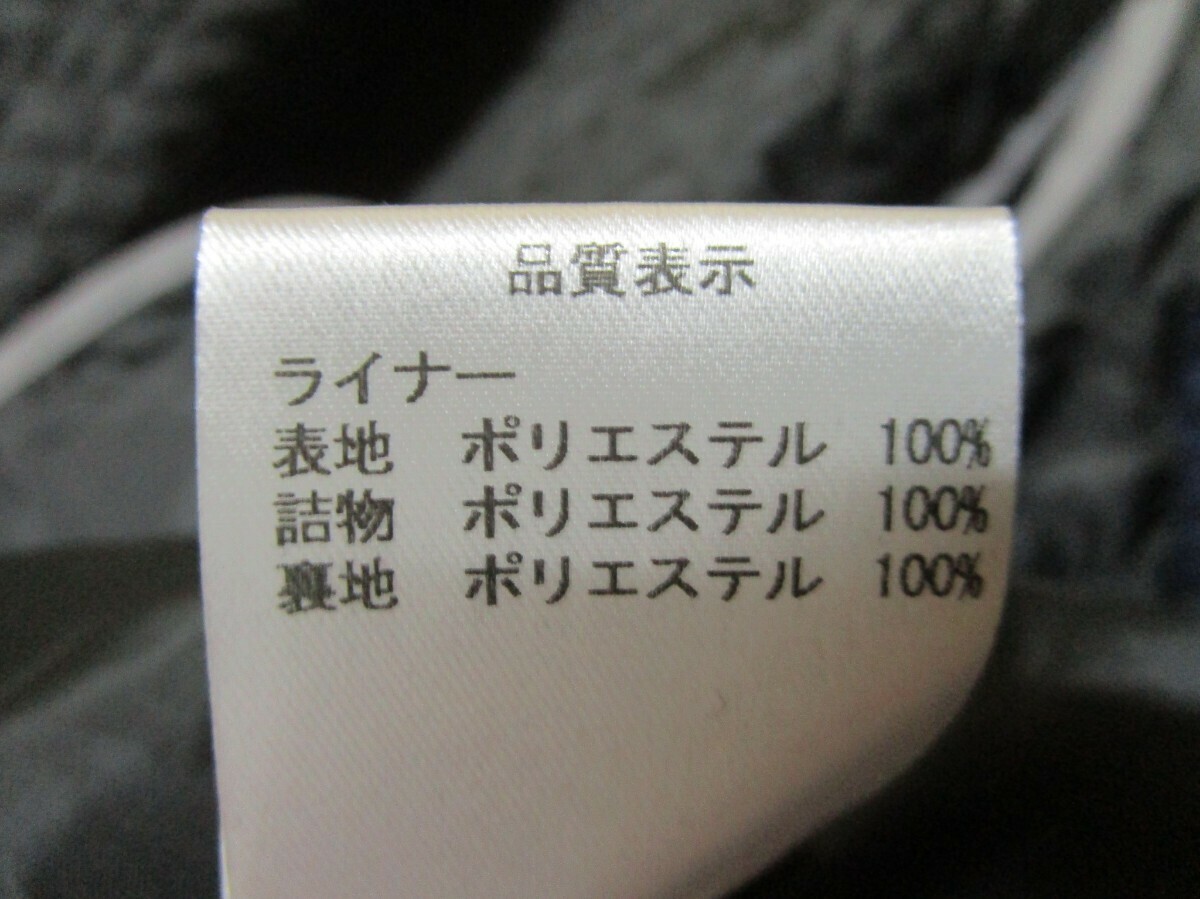 品質表示
ライナー
表地 ポリエステル 100%
詰物 ポリエステル 100%
裏地 ポリエステル 100%